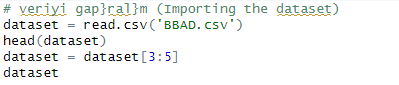 # veriyi gap}ral}m (Importing the dataset)
dataset = read.csv('BBAD.csv')
head(dataset)
dataset = dataset[3:5]
dataset